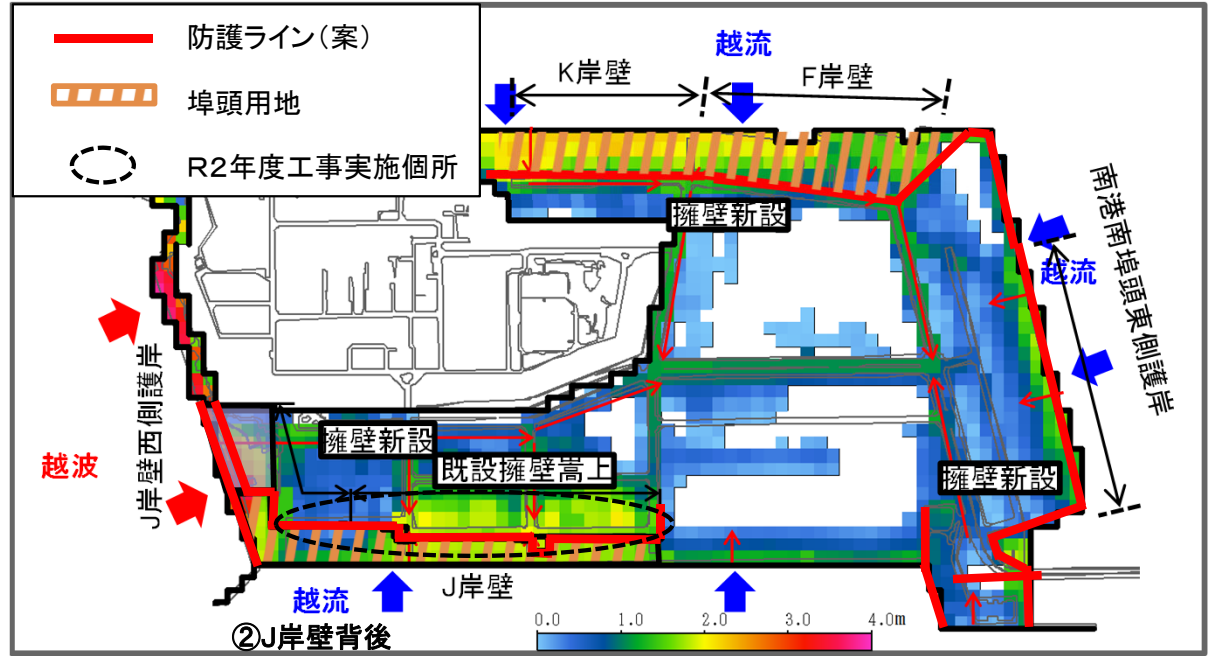 防護ライン(案)
埠頭用地
R2年度工事実施個所
越流
K岸壁
F岸壁
擁壁新設
南港南埠頭東側護岸
越流
J岸壁西側護岸
越波
擁壁新設
既設擁壁嵩上
擁壁新設
J岸壁
越流
②J岸壁背後
0.0 1.0 2.0 3.0 4.0m